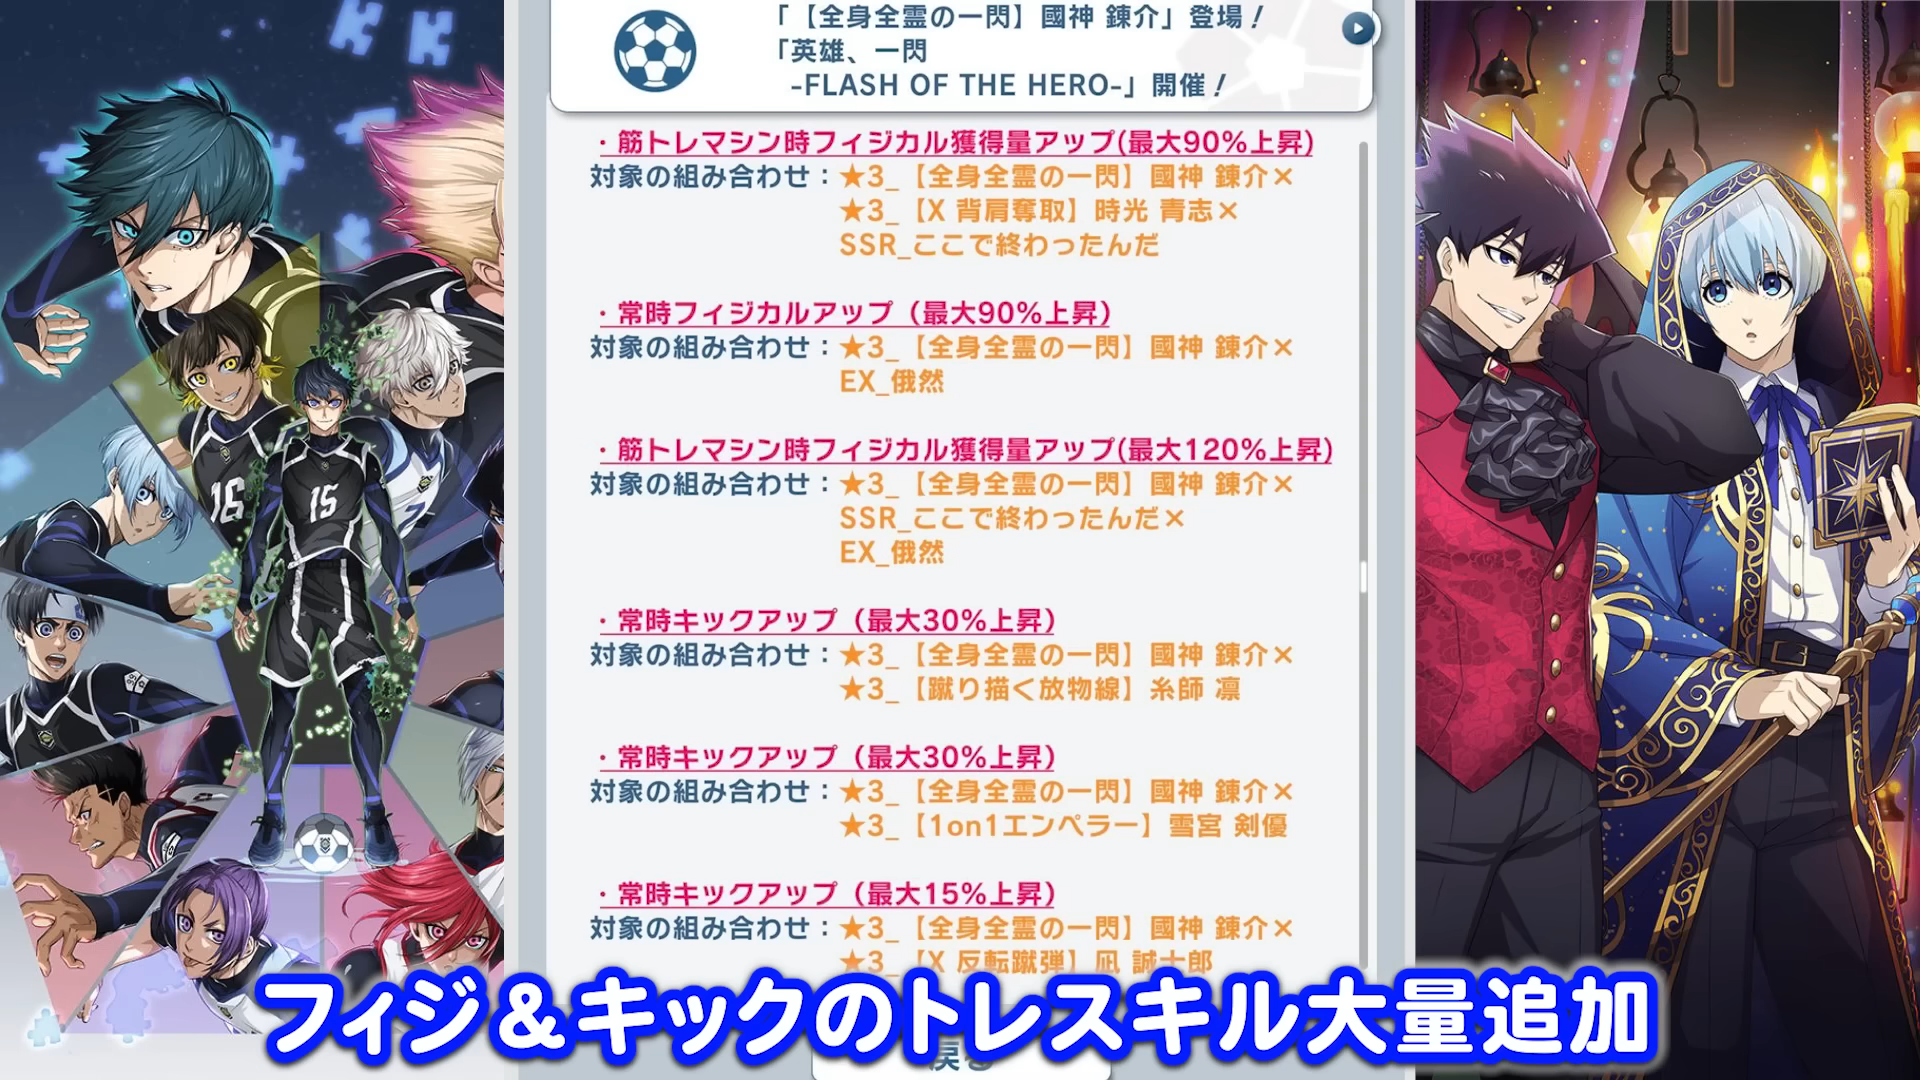 「【全身全霊の一閃】國神 錬介」登場！
「英雄、一閃
-FLASH OF THE HERO-」開催！
・筋トレマシン時フィジカル獲得量アップ(最大90%上昇)
対象の組み合わせ：★3_【全身全霊の一閃】國神 錬介×
★3_【X 背肩奪取】時光 青志×
SSR_ここで終わったんだ
・常時フィジカルアップ（最大90%上昇）
対象の組み合わせ：★3_【全身全霊の一閃】國神 錬介×
EX_俄然
・筋トレマシン時フィジカル獲得量アップ(最大120%上昇)
対象の組み合わせ：★3_【全身全霊の一閃】國神 錬介×
SSR_ここで終わったんだ×
EX_俄然
・常時キックアップ（最大30%上昇）
対象の組み合わせ：★3_【全身全霊の一閃】國神 錬介×
★3_【蹴り描く放物線】糸師 凛
・常時キックアップ（最大30%上昇）
対象の組み合わせ：★3_【全身全霊の一閃】國神 錬介×
★3_【1on1エンペラー】雪宮 剣優
・常時キックアップ（最大15%上昇）
対象の組み合わせ：★3_【全身全霊の一閃】國神 錬介×
★3_【X 反転蹴弾】凪 誠士郎
フィジ＆キックのトレスキル大量追加
戻る
16
15
7